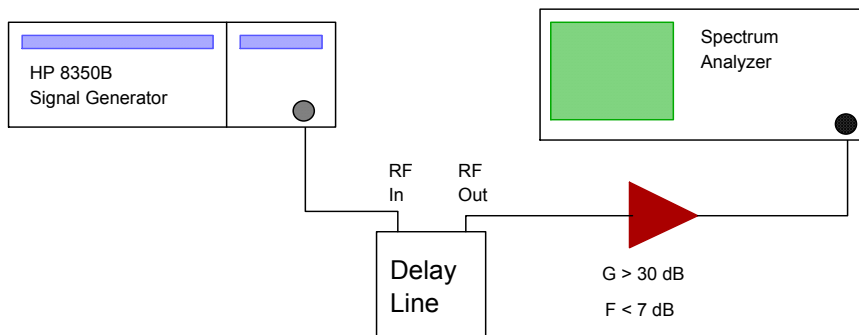 HP 8350B
Signal Generator
Spectrum
Analyzer
RF
In
RF
Out
Delay
Line
G > 30 dB
F < 7 dB